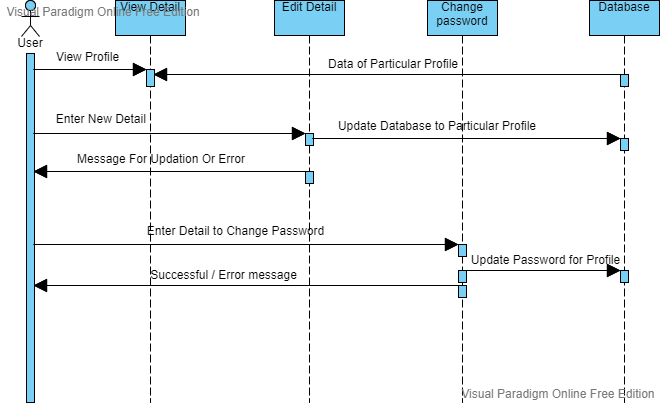 Visual Paradigm Online Free Edition
View Detail
Edit Detail
Change
password
Database
User
View Profile
Data of Particular Profile
Enter New Detail
Update Database to Particular Profile
Message For Updation Or Error
Enter Detail to Change Password
Update Password for Profile
Successful / Error message
Visual Paradigm Online Free Edition